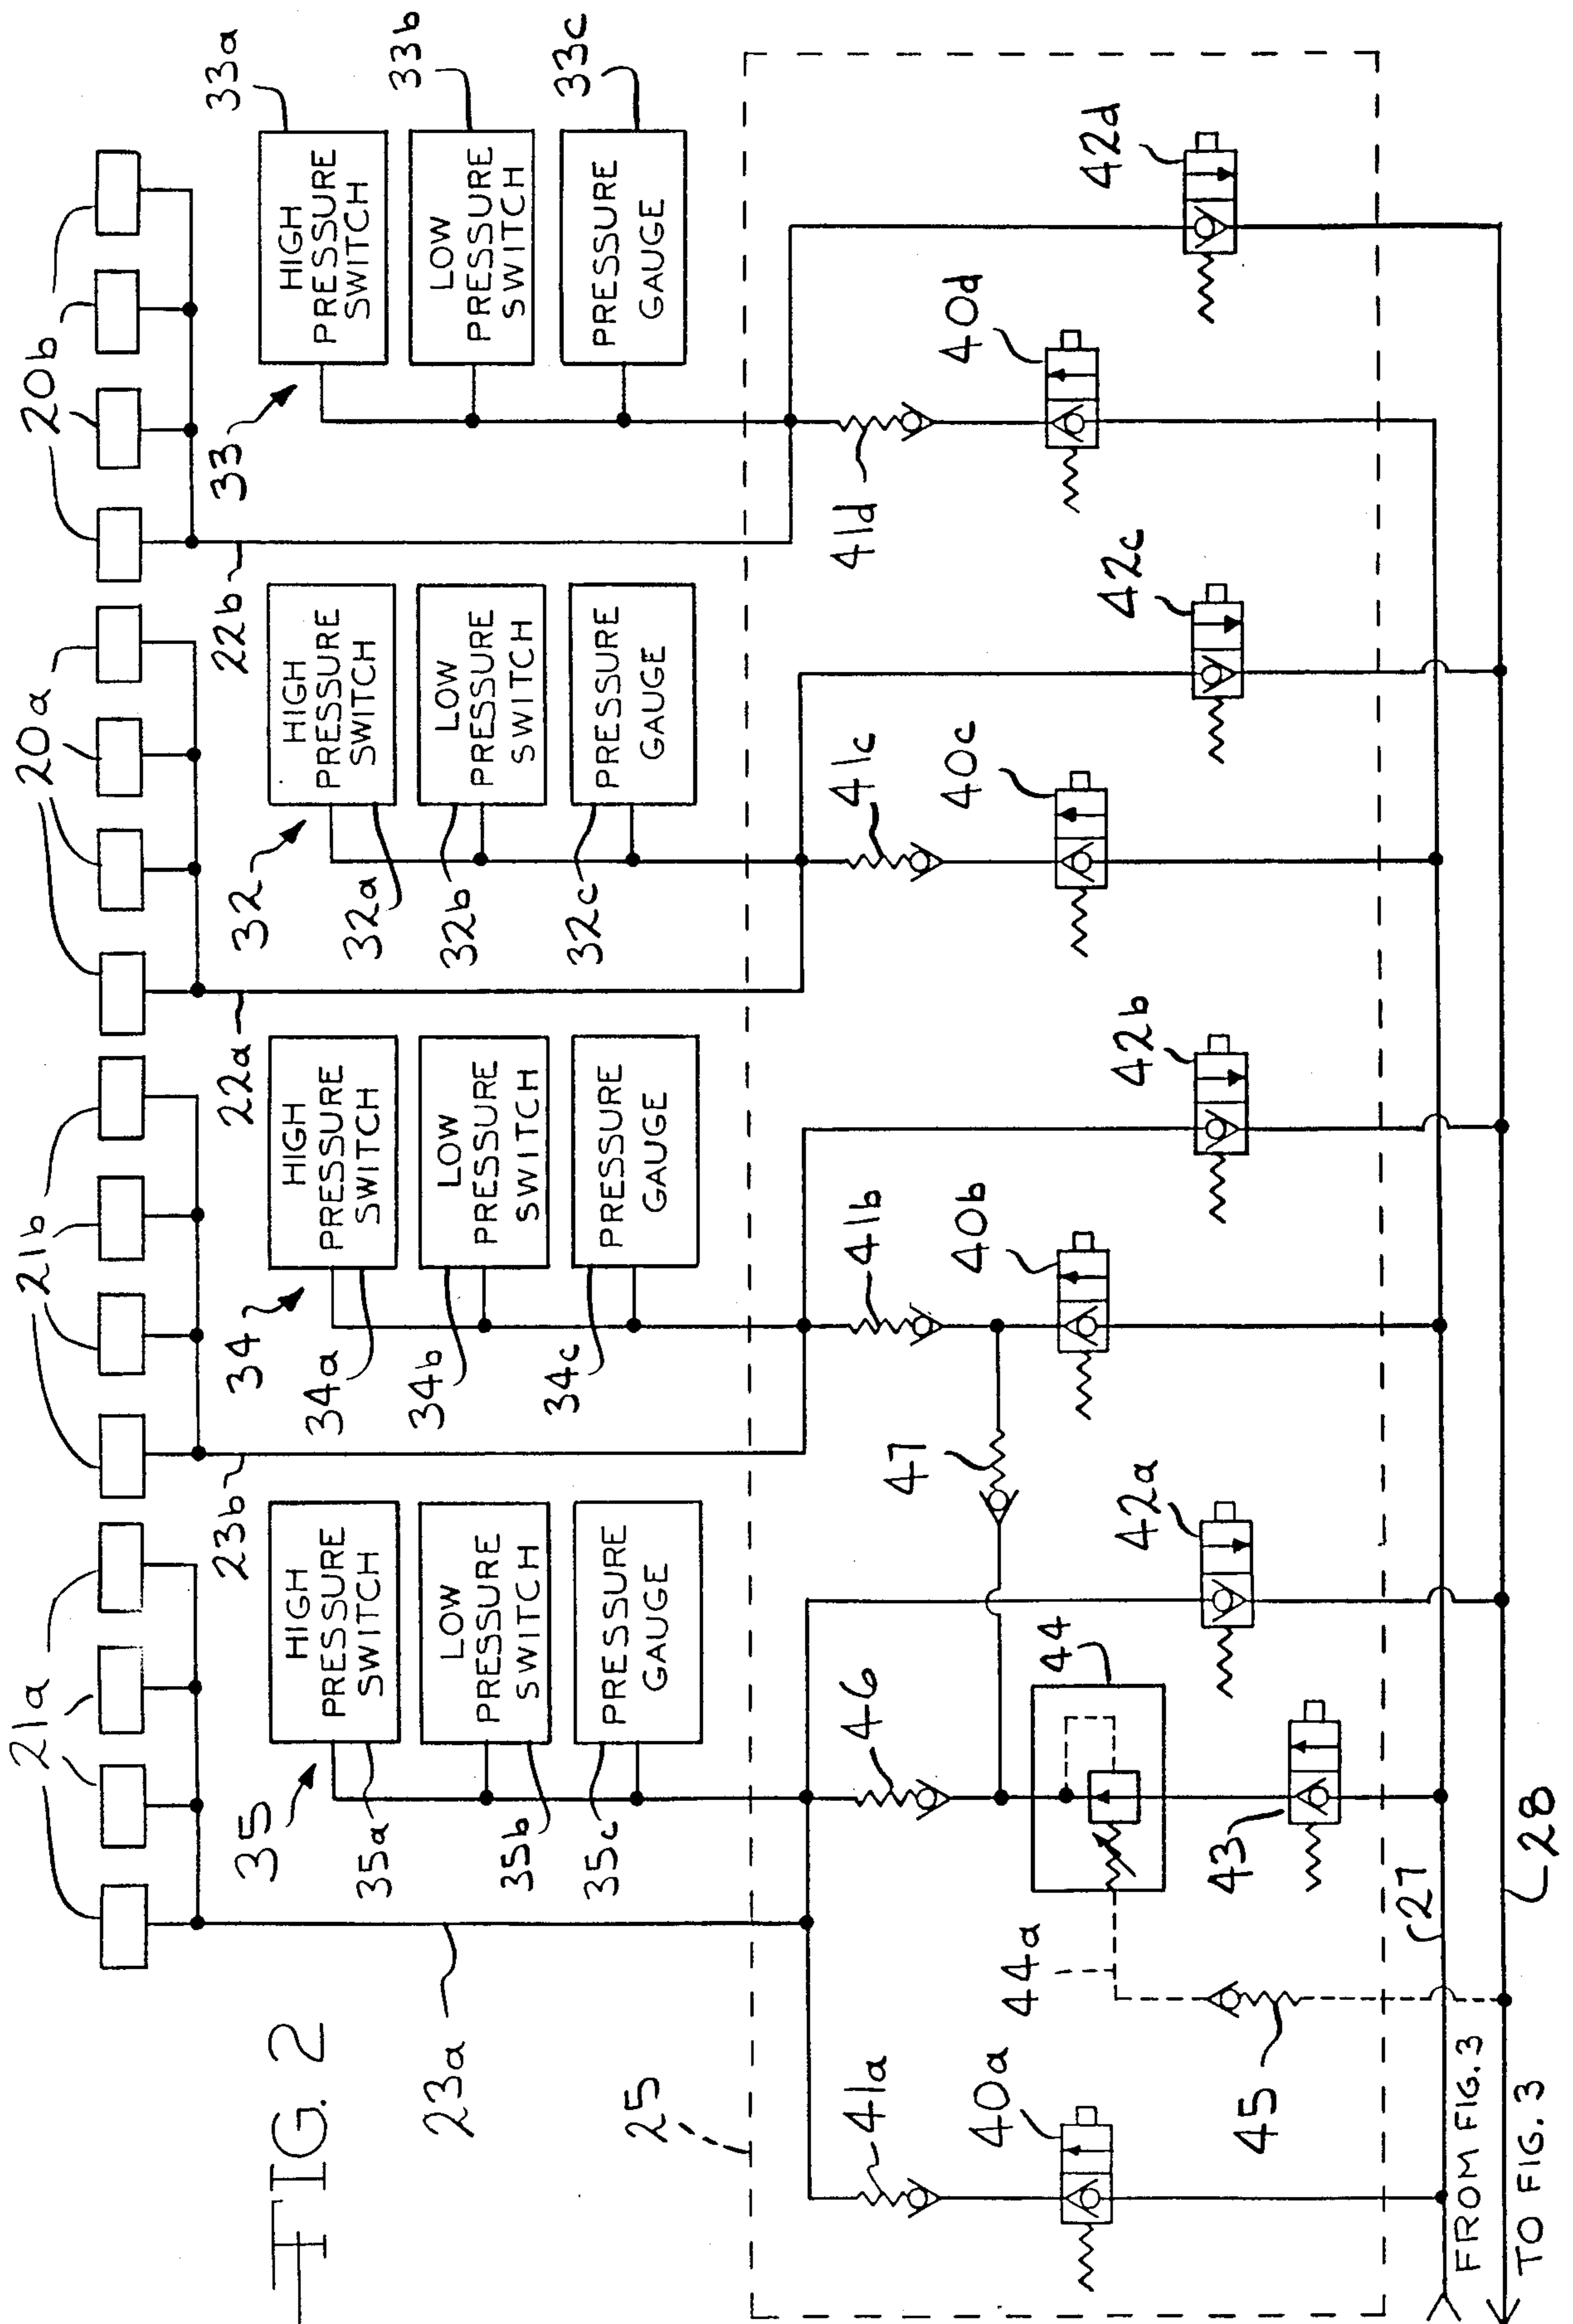 FIG. 2
21a
21b
20a
20b
23a
23b
22a
22b
35
HIGH
PRESSURE
SWITCH
35a
LOW
PRESSURE
SWITCH
35b
PRESSURE
GAUGE
35c
34
HIGH
PRESSURE
SWITCH
34a
LOW
PRESSURE
SWITCH
34b
PRESSURE
GAUGE
34c
32
HIGH
PRESSURE
SWITCH
32a
LOW
PRESSURE
SWITCH
32b
PRESSURE
GAUGE
32c
33
HIGH
PRESSURE
SWITCH
33a
LOW
PRESSURE
SWITCH
33b
PRESSURE
GAUGE
33c
25
41a
46
47
41b
41c
41d
40a
44a
44
40b
40c
40d
45
43
42a
42b
42c
42d
27
28
FROM FIG. 3
TO FIG. 3